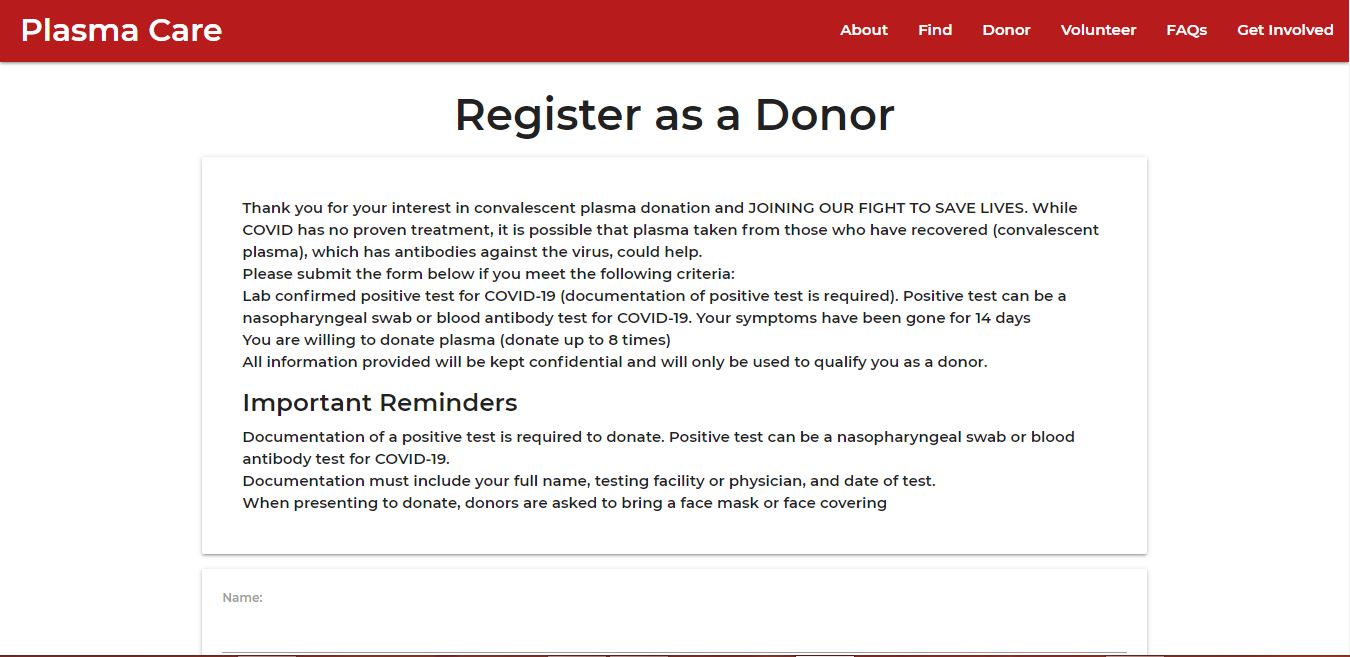 Plasma Care
About Find Donor Volunteer FAQs Get Involved
Register as a Donor
Thank you for your interest in convalescent plasma donation and JOINING OUR FIGHT TO SAVE LIVES. While
COVID has no proven treatment, it is possible that plasma taken from those who have recovered (convalescent
plasma), which has antibodies against the virus, could help.
Please submit the form below if you meet the following criteria:
Lab confirmed positive test for COVID-19 (documentation of positive test is required). Positive test can be a
nasopharyngeal swab or blood antibody test for COVID-19. Your symptoms have been gone for 14 days
You are willing to donate plasma (donate up to 8 times)
All information provided will be kept confidential and will only be used to qualify you as a donor.
Important Reminders
Documentation of a positive test is required to donate. Positive test can be a nasopharyngeal swab or blood
antibody test for COVID-19.
Documentation must include your full name, testing facility or physician, and date of test.
When presenting to donate, donors are asked to bring a face mask or face covering
Name: